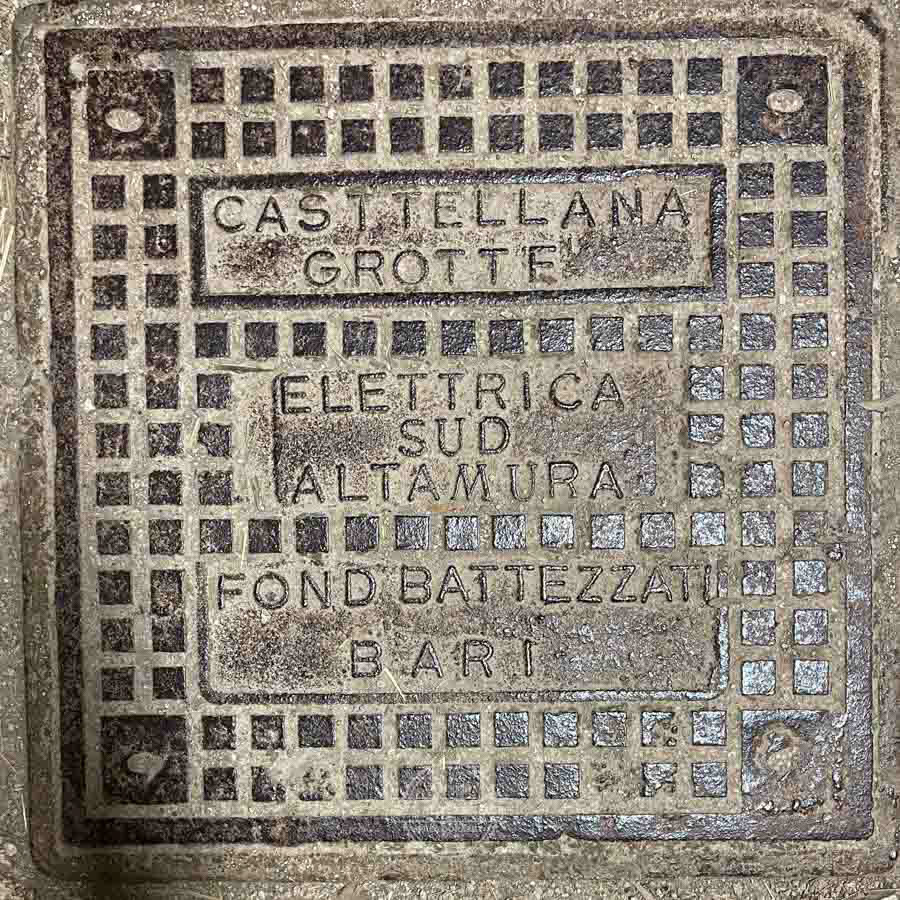 CASTTELLANA
GROTTE
ELETTRICA
SUD
ALTAMURA
FOND BATTEZZATI
BARI